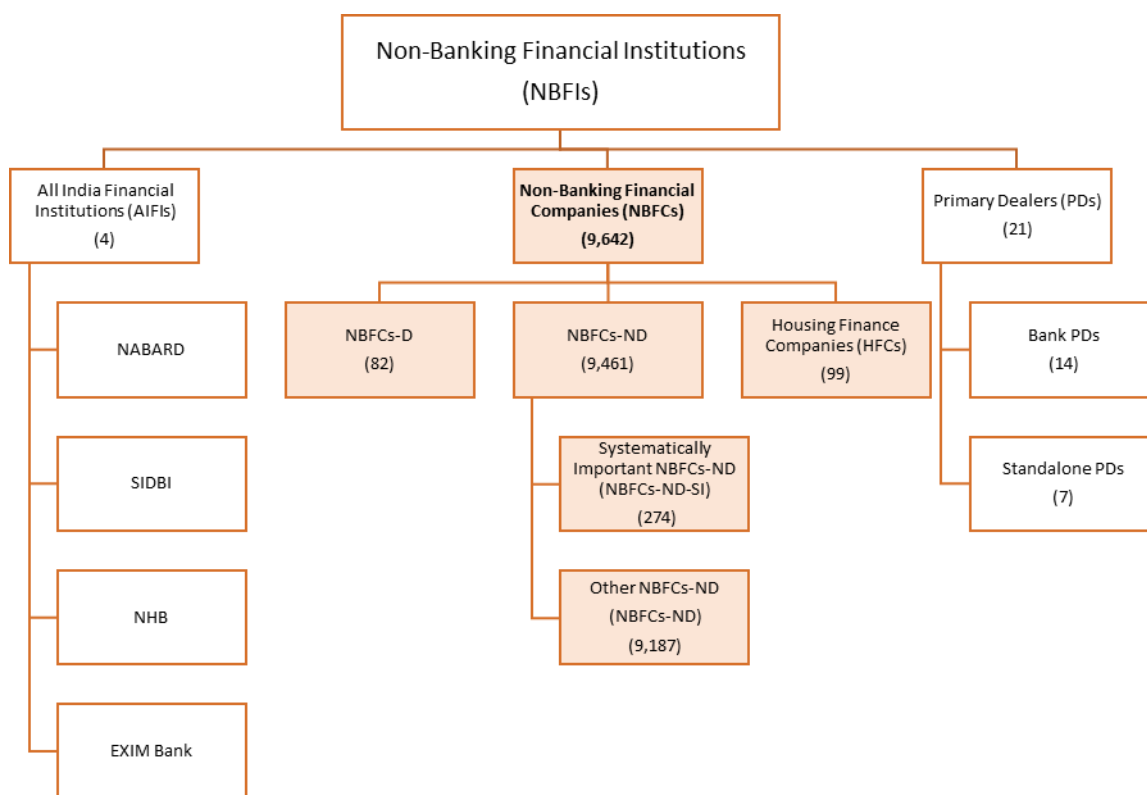 Non-Banking Financial Institutions
(NBFIs)
All India Financial
Institutions (AIFIs)
(4)
Non-Banking Financial
Companies (NBFCs)
(9,642)
Primary Dealers (PDs)
(21)
NABARD
SIDBI
NHB
EXIM Bank
NBFCs-D
(82)
NBFCs-ND
(9,461)
Housing Finance
Companies (HFCs)
(99)
Systematically
Important NBFCs-ND
(NBFCs-ND-SI)
(274)
Other NBFCs-ND
(NBFCs-ND)
(9,187)
Bank PDs
(14)
Standalone PDs
(7)